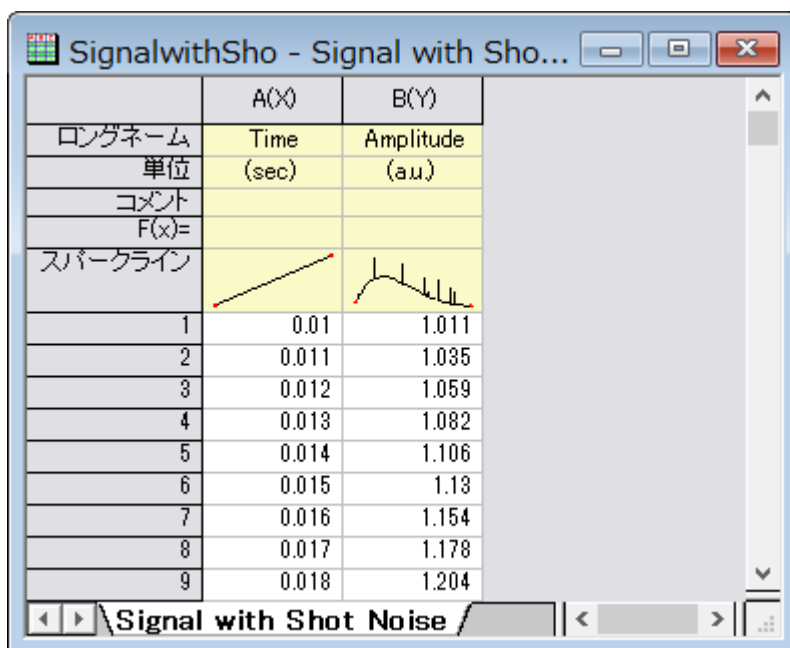 SignalwithSho - Signal with Sho...
A(X) B(Y)
ロングネーム Time Amplitude
単位 (sec) (a.u.)
コメント
F(x)=
スパークライン
1 0.01 1.011
2 0.011 1.035
3 0.012 1.059
4 0.013 1.082
5 0.014 1.106
6 0.015 1.13
7 0.016 1.154
8 0.017 1.178
9 0.018 1.204
Signal with Shot Noise